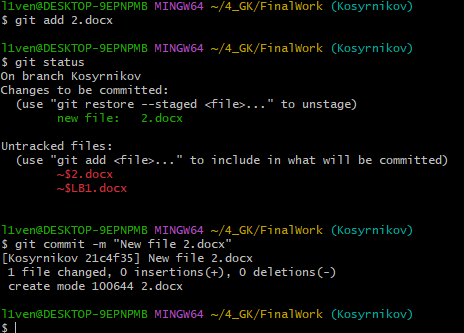 l1ven@DESKTOP-9EPNPMB MINGW64 ~/4_GK/FinalWork (Kosyrnikov)
$ git add 2.docx
l1ven@DESKTOP-9EPNPMB MINGW64 ~/4_GK/FinalWork (Kosyrnikov)
$ git status
On branch Kosyrnikov
Changes to be committed:
(use "git restore --staged <file>..." to unstage)
new file:   2.docx
Untracked files:
(use "git add <file>..." to include in what will be committed)
~$2.docx
~$LB1.docx
l1ven@DESKTOP-9EPNPMB MINGW64 ~/4_GK/FinalWork (Kosyrnikov)
$ git commit -m "New file 2.docx"
[Kosyrnikov 21c4f35] New file 2.docx
1 file changed, 0 insertions(+), 0 deletions(-)
create mode 100644 2.docx
l1ven@DESKTOP-9EPNPMB MINGW64 ~/4_GK/FinalWork (Kosyrnikov)
$